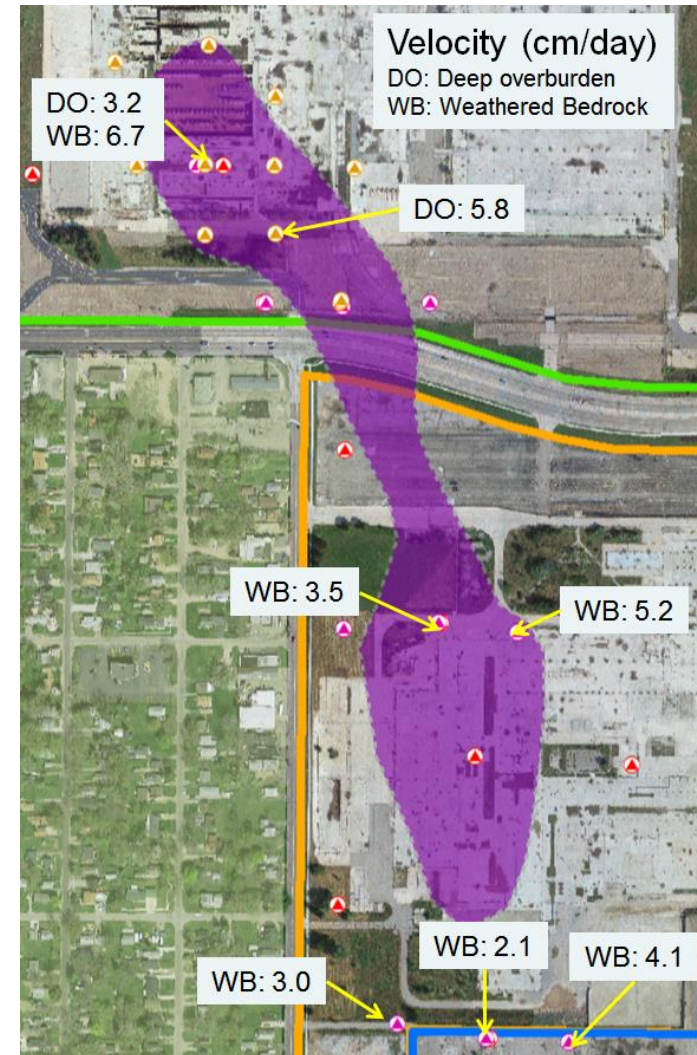 Velocity (cm/day)
DO: Deep overburden
WB: Weathered Bedrock
DO: 3.2
WB: 6.7
DO: 5.8
WB: 3.5
WB: 5.2
WB: 2.1
WB: 4.1
WB: 3.0